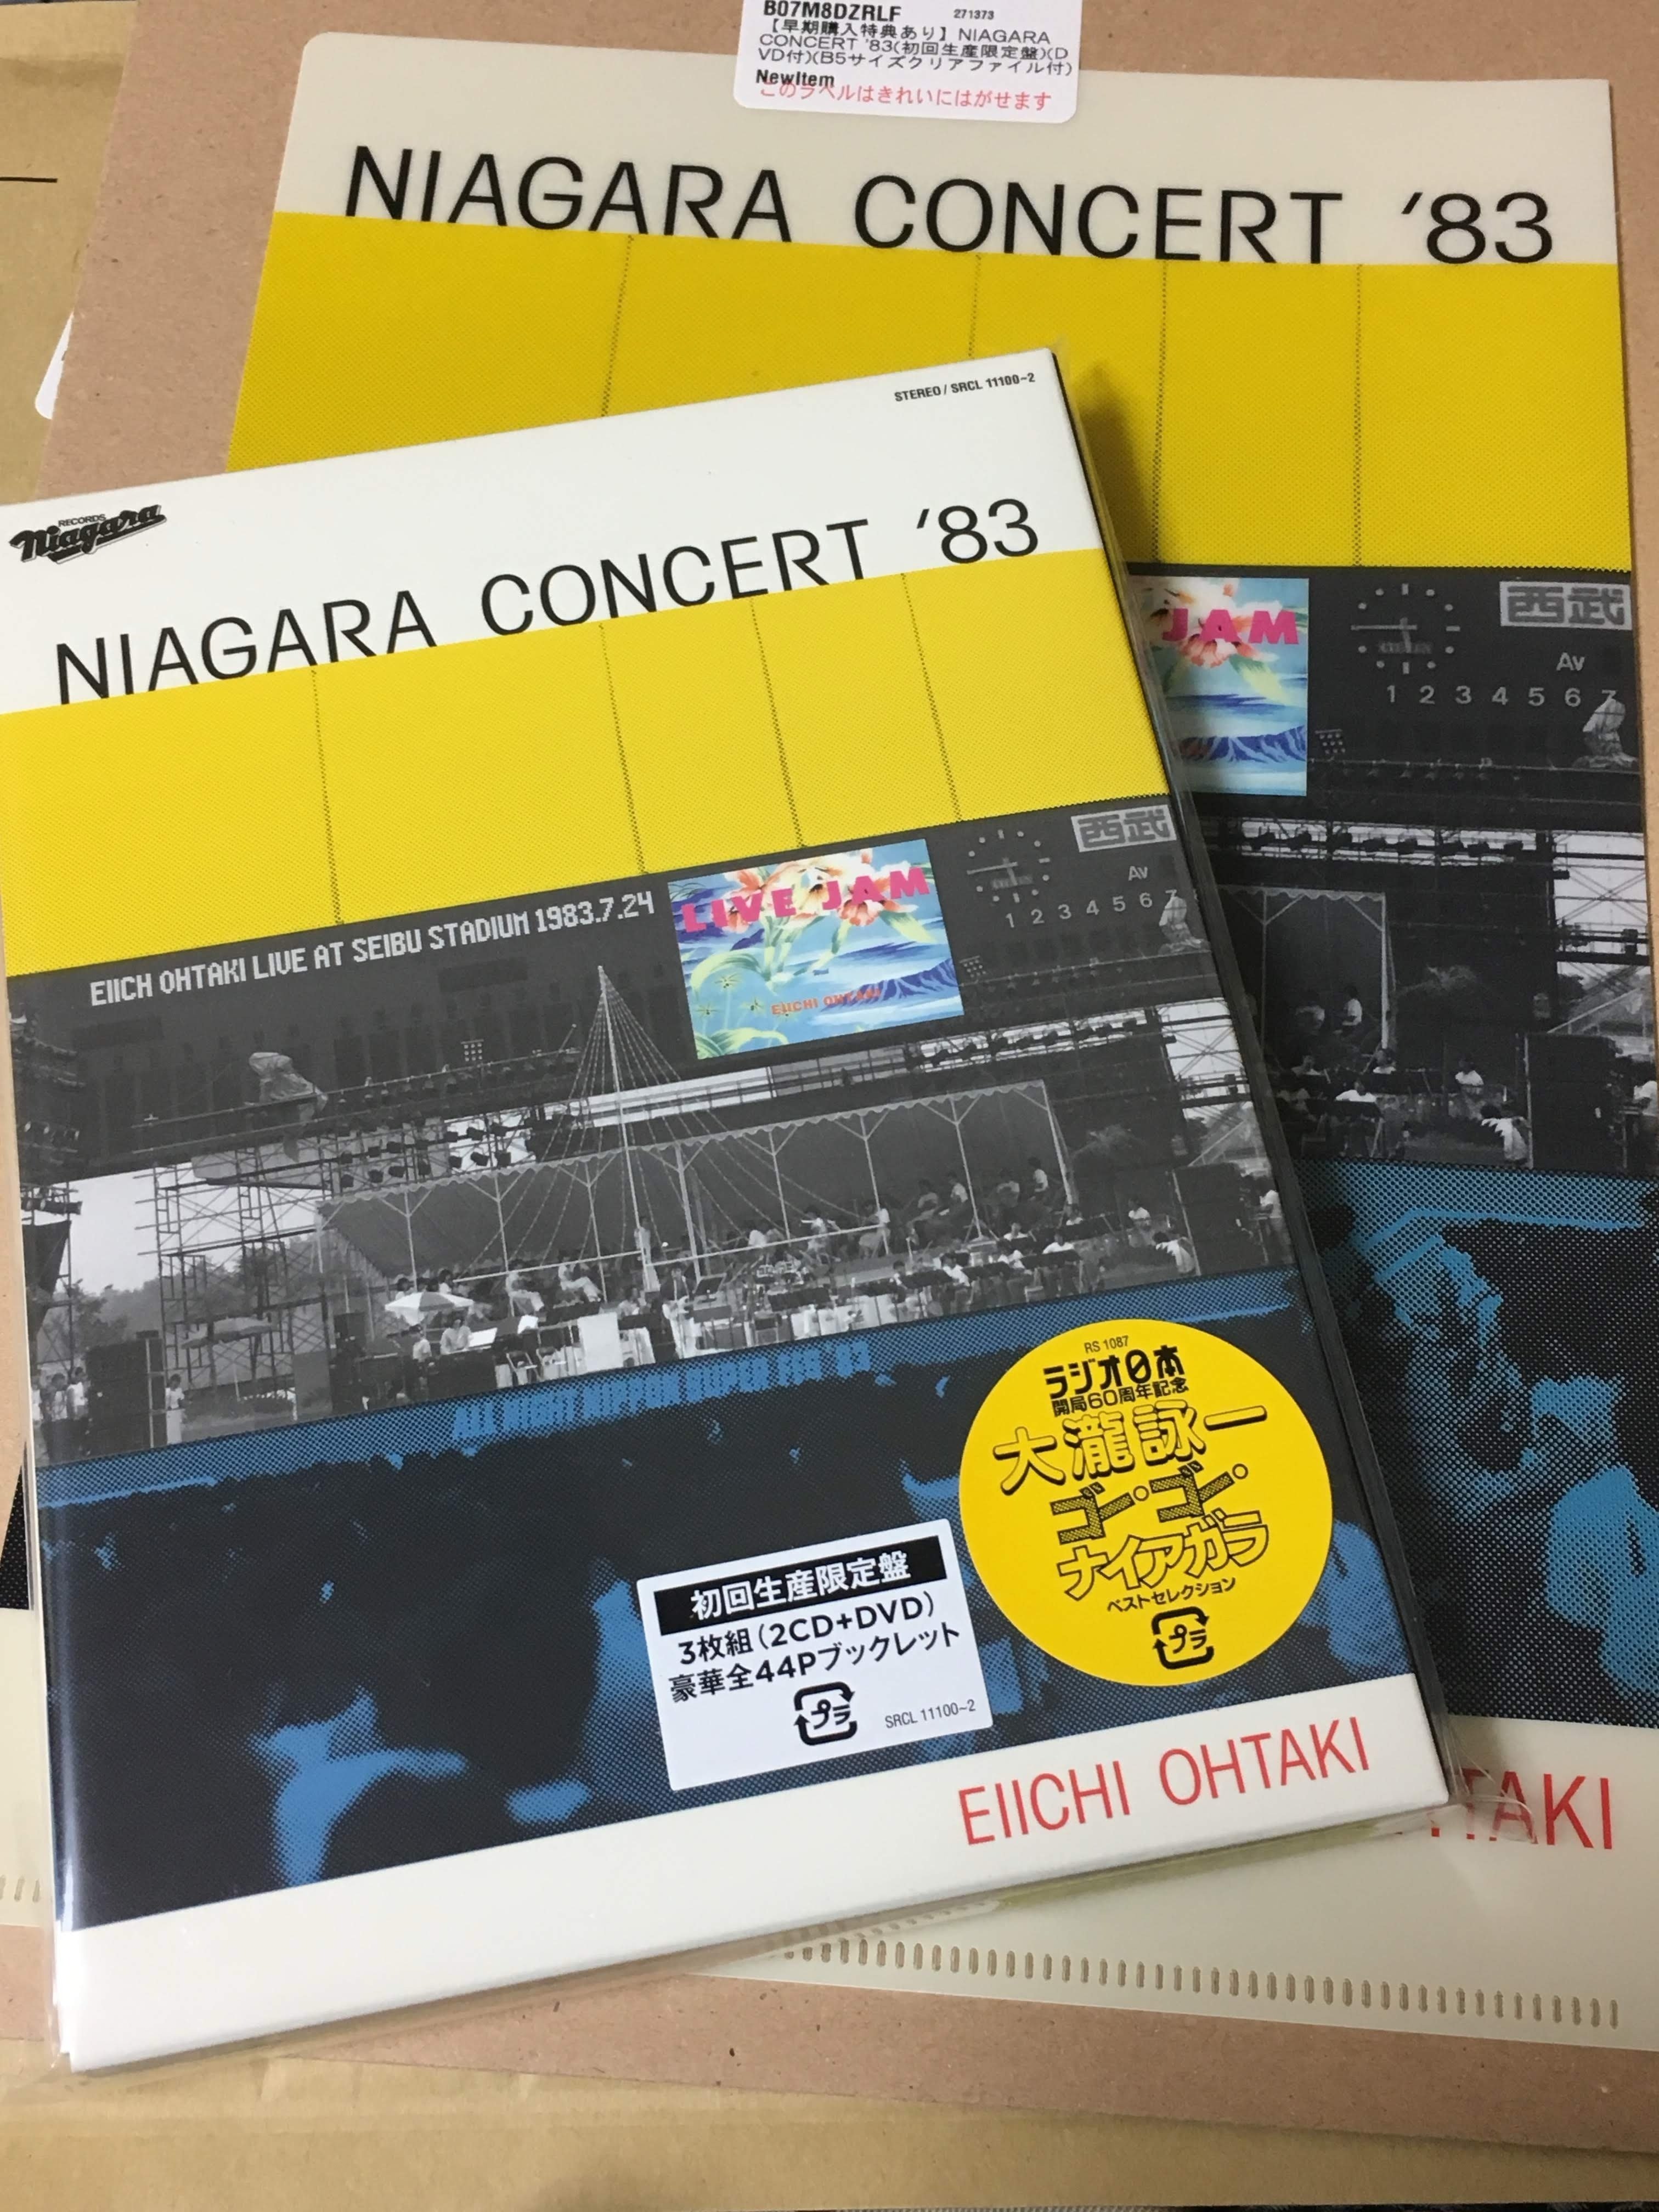 B07M8DZRLF 271373
【早期購入特典あり】NIAGARA
CONCERT '83(初回生産限定盤)(D
VD付)(B5サイズクリアファイル付)
NewItem
このラベルはきれいにはがせます
NIAGARA CONCERT '83
JAM
西武
Av
1 2 3 4 5 6 7
TAKI
STEREO / SRCL 11100~2
RECORDS
Niagara
NIAGARA CONCERT '83
EIICH OHTAKI LIVE AT SEIBU STADIUM 1983.7.24
LIVE JAM
EIICHI OHTAKI
西武
Av
1 2 3 4 5 6 7
ALL NIGHT NIPPON SUPER FES '83
RS 1087
ラジオ日本
開局60周年記念
大瀧詠一
ゴー・ゴー・
ナイアガラ
ベストセレクション
プラ
初回生産限定盤
3枚組(2CD+DVD)
豪華全44Pブックレット
プラ
SRCL 11100~2
EIICHI OHTAKI